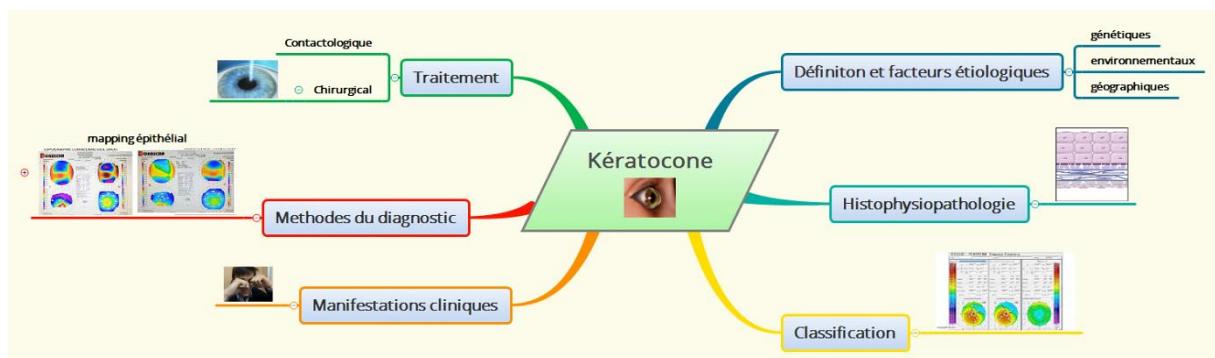 Kératocone
Définiton et facteurs étiologiques
génétiques
environnementaux
géographiques
Histophysiopathologie
Classification
Manifestations cliniques
Methodes du diagnostic
mapping épithélial
Traitement
Contactologique
Chirurgical